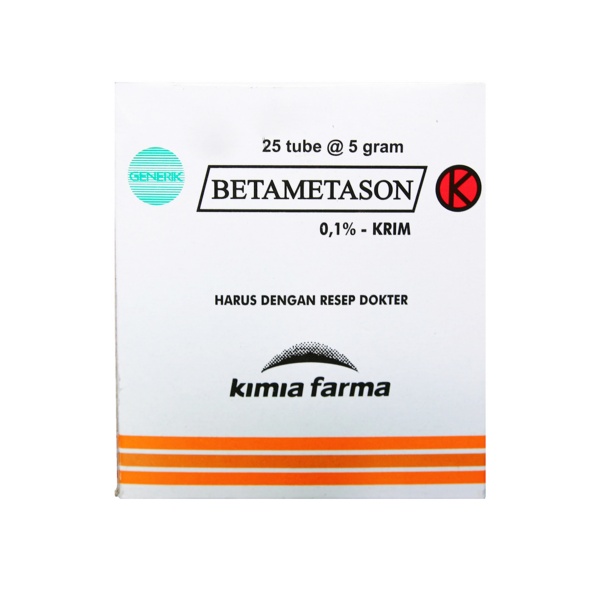 25 tube @ 5 gram
GENERIK
BETAMETASON
K
0,1% - KRIM
HARUS DENGAN RESEP DOKTER
kimia farma